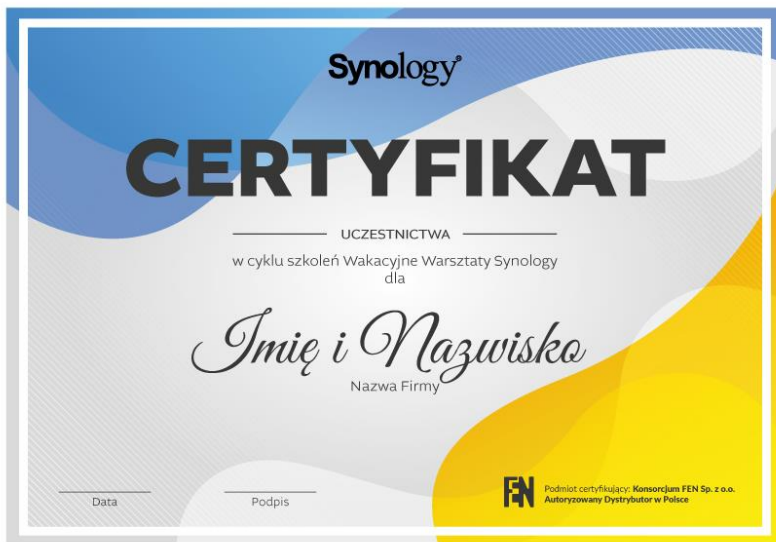 Synology®
CERTYFIKAT
UCZESTNICTWA
w cyklu szkoleń Wakacyjne Warsztaty Synology
dla
Imię i Nazwisko
Nazwa Firmy
Data
Podpis
FEN
Podmiot certyfikujący: Konsorcjum FEN Sp. z o.o.
Autoryzowany Dystrybutor w Polsce